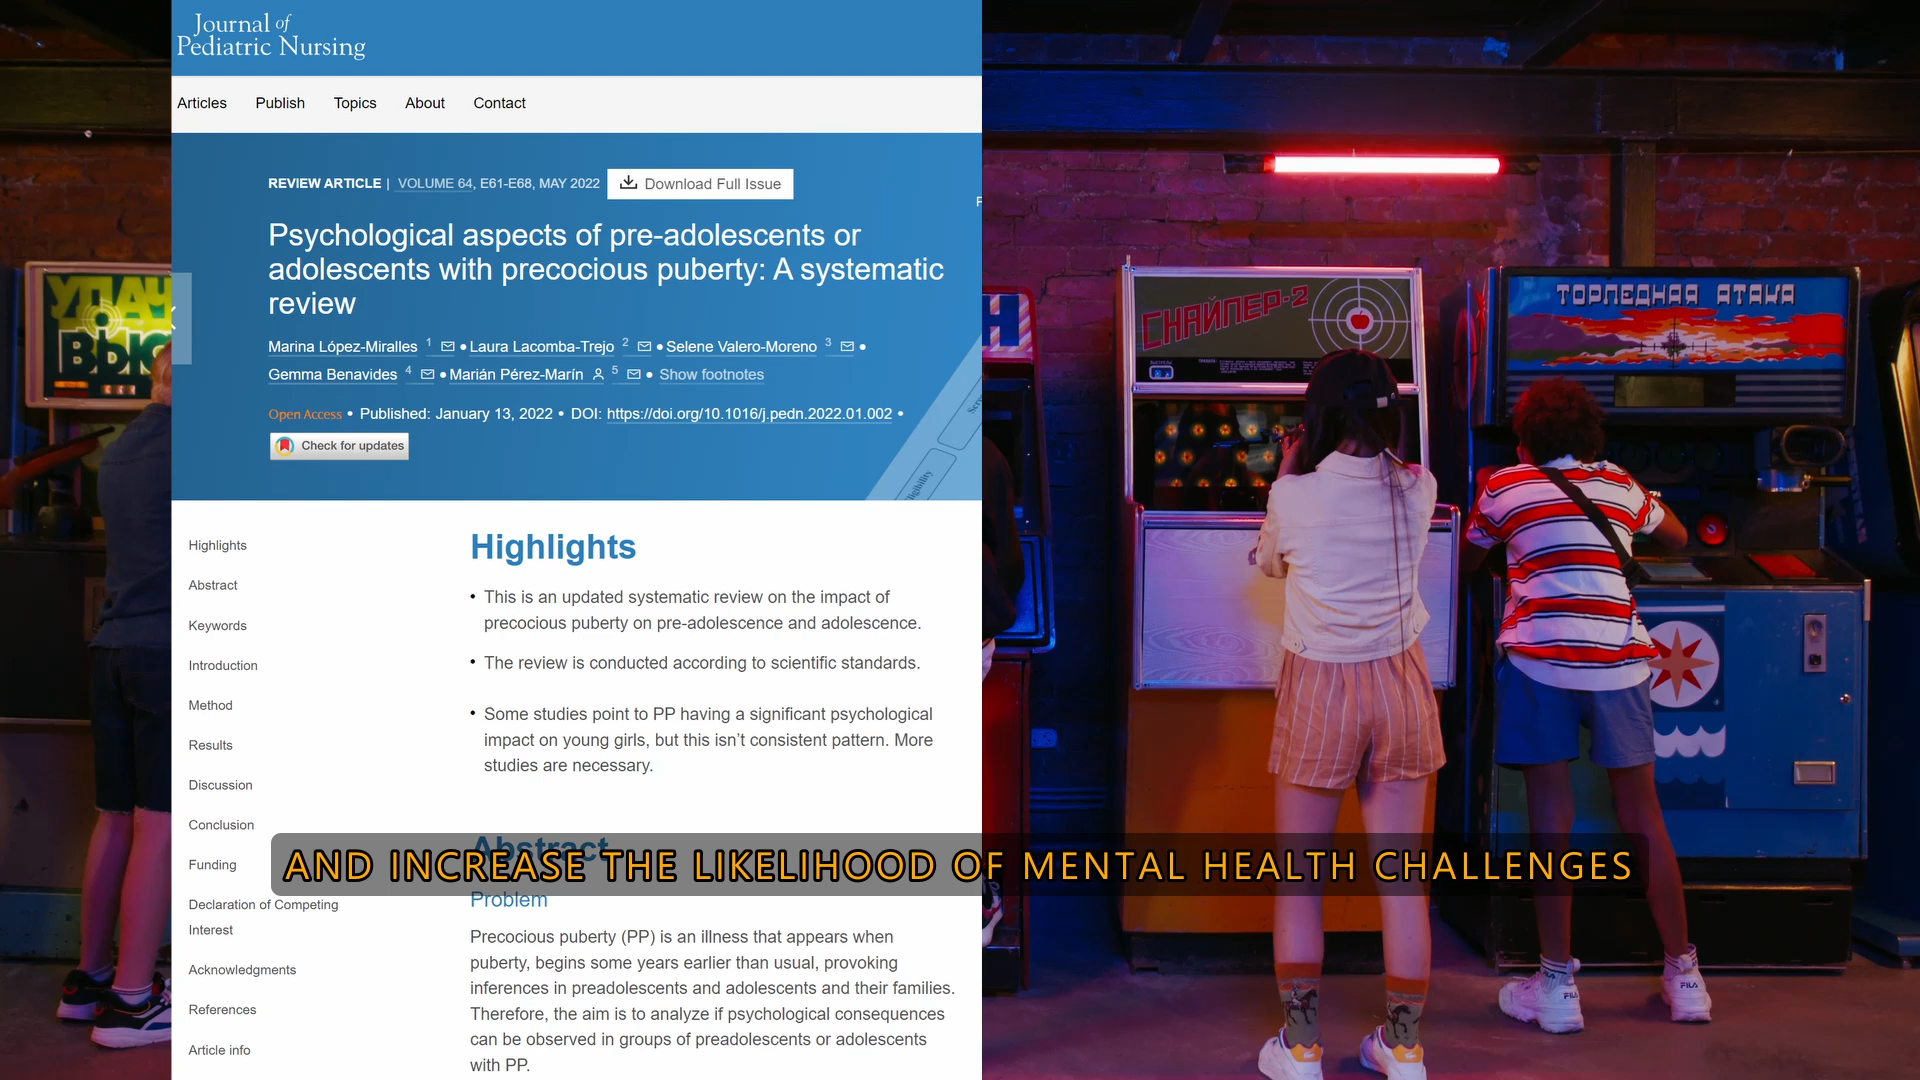 Journal of
Pediatric Nursing
Articles Publish Topics About Contact
REVIEW ARTICLE | VOLUME 64, E61-E68, MAY 2022 Download Full Issue
Psychological aspects of pre-adolescents or
adolescents with precocious puberty: A systematic
review
Marina López-Miralles 1 • Laura Lacomba-Trejo 2 • Selene Valero-Moreno 3 •
Gemma Benavides 4 • Marián Pérez-Marín 5 • Show footnotes
Open Access • Published: January 13, 2022 • DOI: https://doi.org/10.1016/j.pedn.2022.01.002 •
Check for updates
Highlights
Abstract
Keywords
Introduction
Method
Results
Discussion
Conclusion
Funding
Declaration of Competing
Interest
Acknowledgments
References
Article info
Highlights
• This is an updated systematic review on the impact of
precocious puberty on pre-adolescence and adolescence.
• The review is conducted according to scientific standards.
• Some studies point to PP having a significant psychological
impact on young girls, but this isn't consistent pattern. More
studies are necessary.
Abstract
AND INCREASE THE LIKELIHOOD OF MENTAL HEALTH CHALLENGES
Problem
Precocious puberty (PP) is an illness that appears when
puberty, begins some years earlier than usual, provoking
inferences in preadolescents and adolescents and their families.
Therefore, the aim is to analyze if psychological consequences
can be observed in groups of preadolescents or adolescents
with PP.
СНАЙПЕР-2
ТОРПЕДНАЯ АТАКА
FILA
FILA